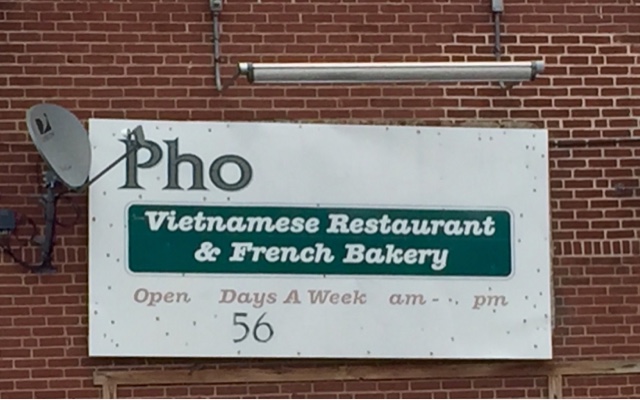 Pho
Vietnamese Restaurant
& French Bakery
Open Days A Week am - pm
56